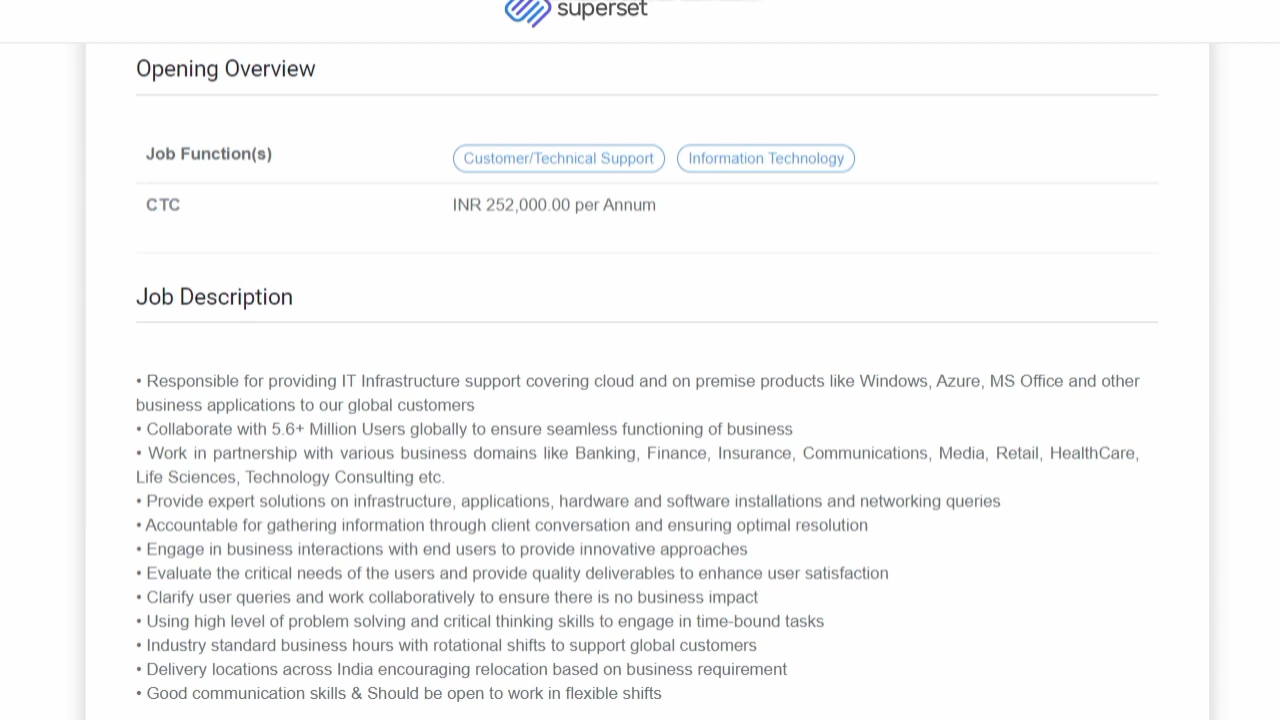 superset
Opening Overview
Job Function(s)
Customer/Technical Support Information Technology
CTC
INR 252,000.00 per Annum
Job Description
• Responsible for providing IT Infrastructure support covering cloud and on premise products like Windows, Azure, MS Office and other
business applications to our global customers
• Collaborate with 5.6+ Million Users globally to ensure seamless functioning of business
• Work in partnership with various business domains like Banking, Finance, Insurance, Communications, Media, Retail, HealthCare,
Life Sciences, Technology Consulting etc.
• Provide expert solutions on infrastructure, applications, hardware and software installations and networking queries
• Accountable for gathering information through client conversation and ensuring optimal resolution
• Engage in business interactions with end users to provide innovative approaches
• Evaluate the critical needs of the users and provide quality deliverables to enhance user satisfaction
• Clarify user queries and work collaboratively to ensure there is no business impact
• Using high level of problem solving and critical thinking skills to engage in time-bound tasks
• Industry standard business hours with rotational shifts to support global customers
• Delivery locations across India encouraging relocation based on business requirement
• Good communication skills & Should be open to work in flexible shifts